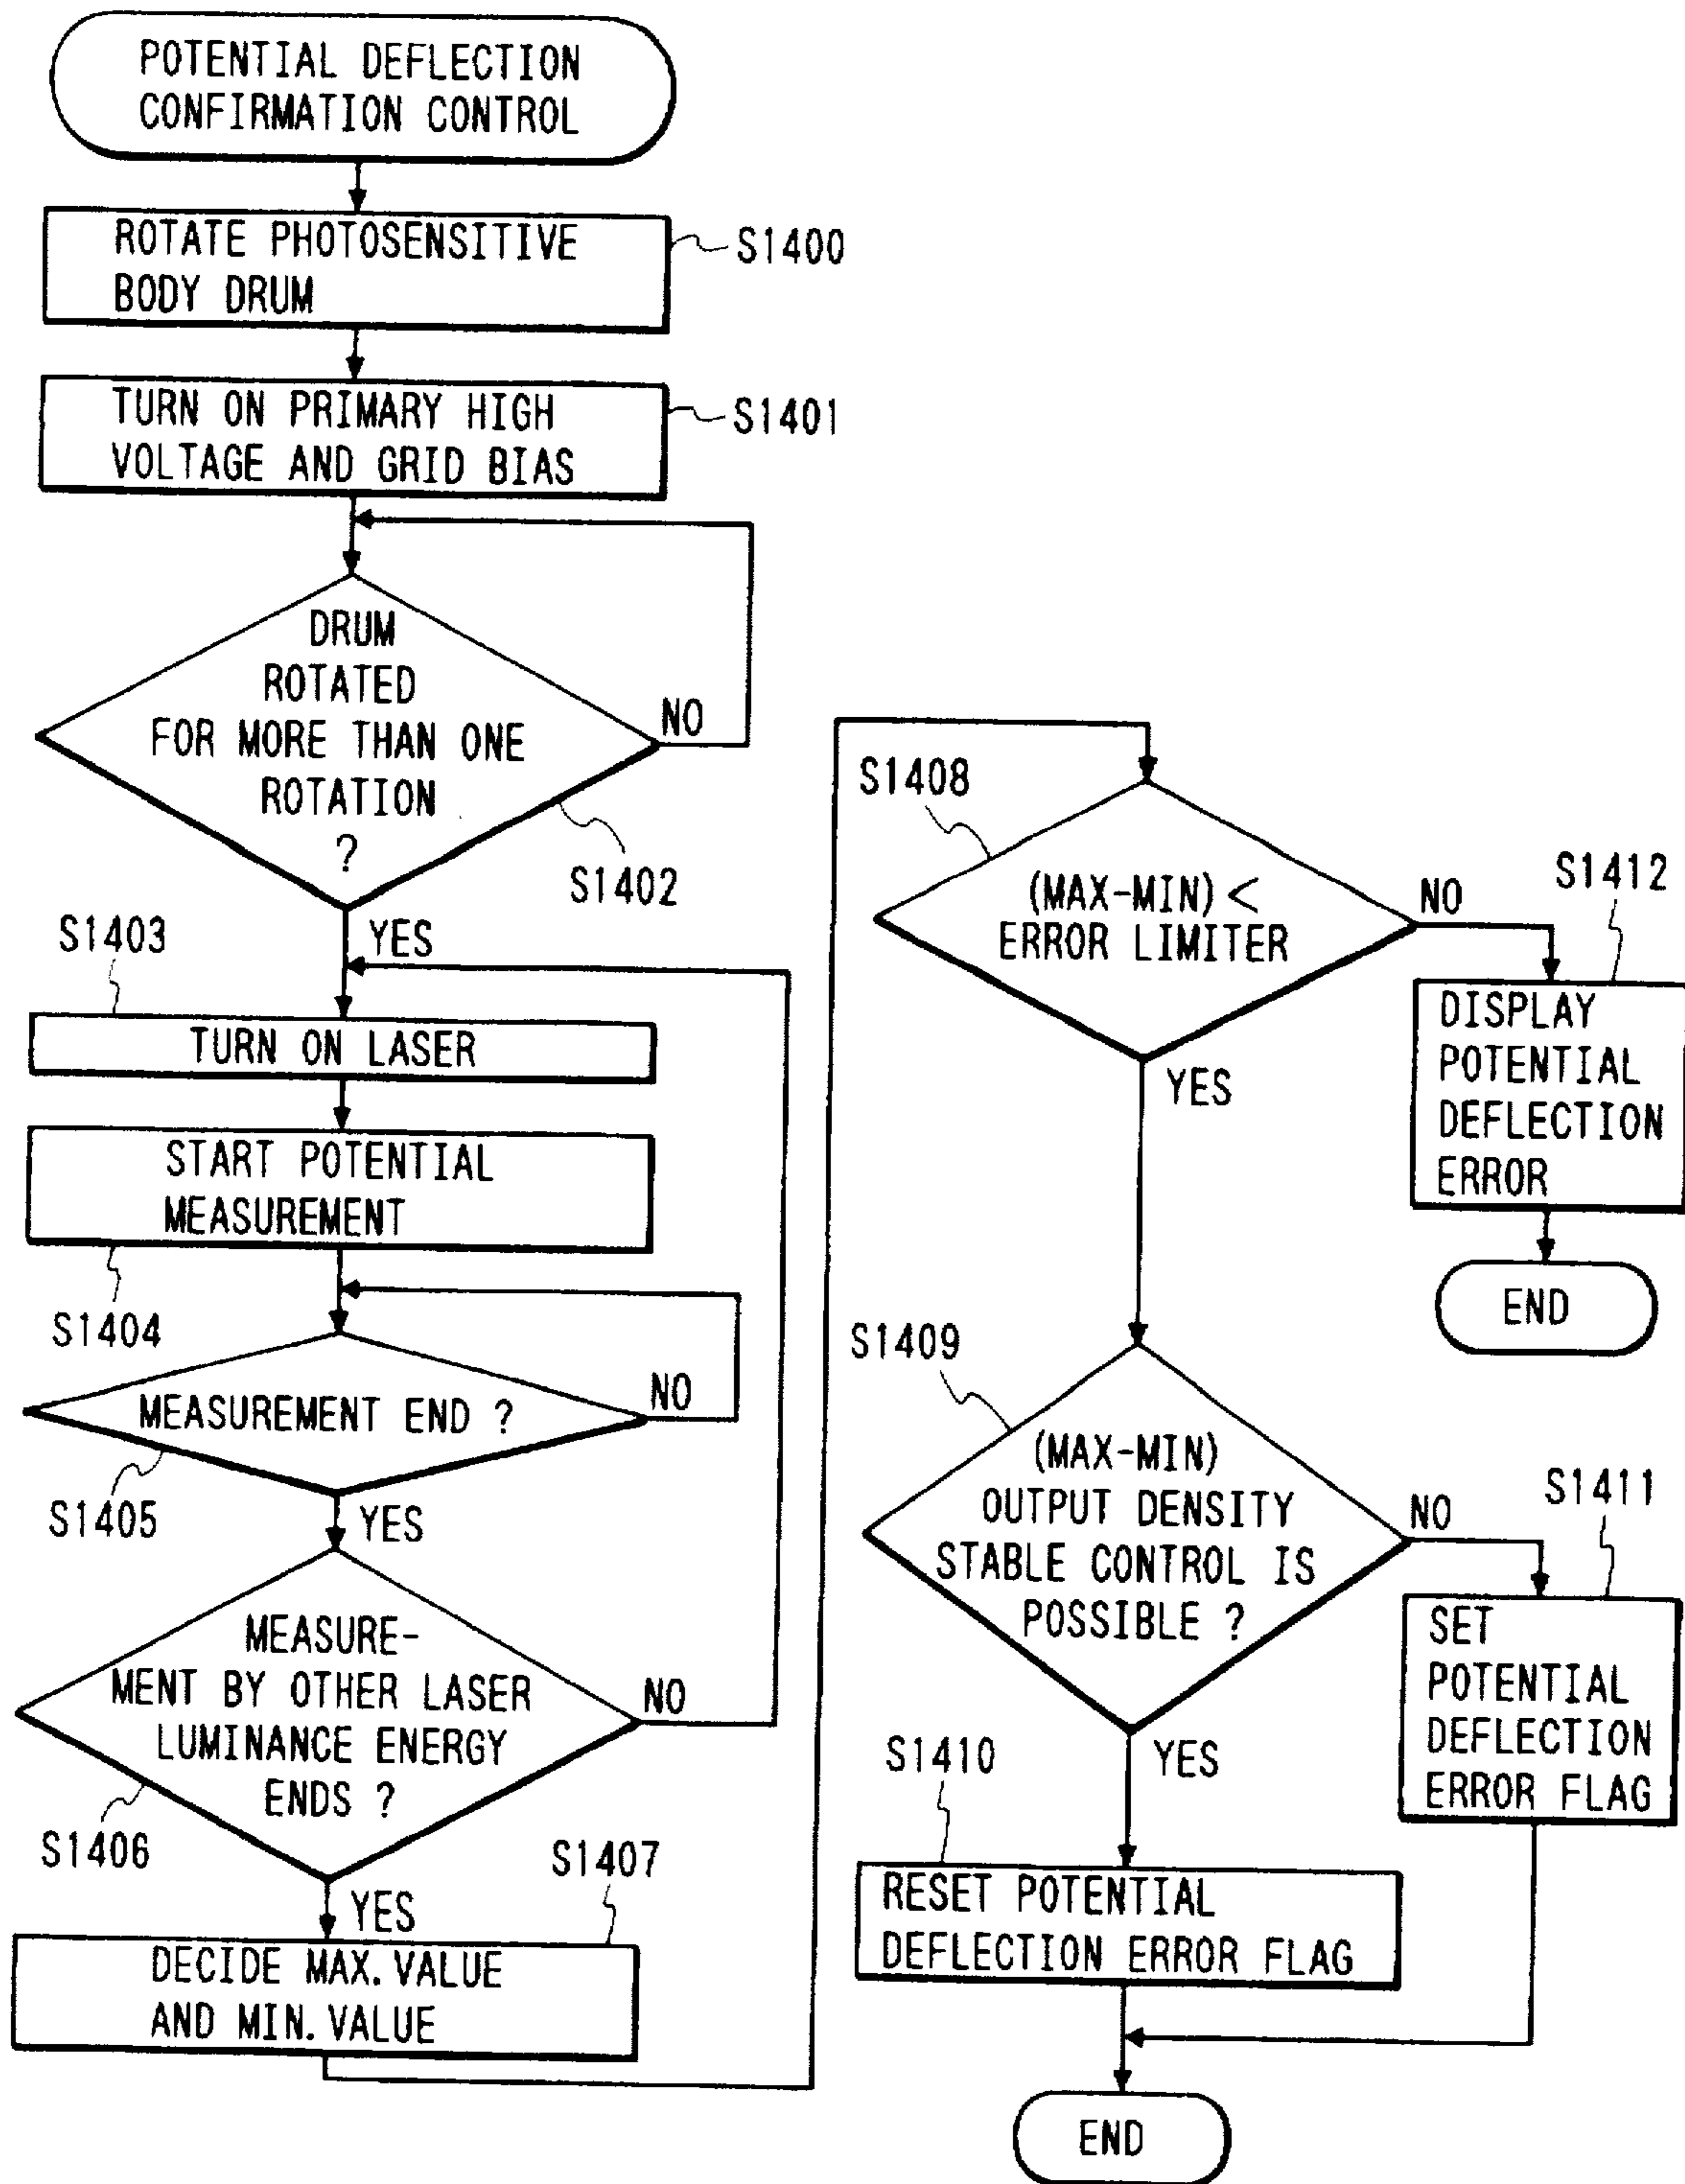 POTENTIAL DEFLECTION
CONFIRMATION CONTROL
ROTATE PHOTOSENSITIVE
BODY DRUM
S1400
TURN ON PRIMARY HIGH
VOLTAGE AND GRID BIAS
S1401
DRUM
ROTATED
FOR MORE THAN ONE
ROTATION
?
NO
S1402
YES
S1403
TURN ON LASER
START POTENTIAL
MEASUREMENT
S1404
MEASUREMENT END ?
NO
S1405
YES
MEASURE-
MENT BY OTHER LASER
LUMINANCE ENERGY
ENDS ?
NO
S1406
YES
S1407
DECIDE MAX. VALUE
AND MIN. VALUE
S1408
(MAX-MIN) <
ERROR LIMITER
NO
YES
S1412
DISPLAY
POTENTIAL
DEFLECTION
ERROR
END
S1409
(MAX-MIN)
OUTPUT DENSITY
STABLE CONTROL IS
POSSIBLE ?
NO
YES
S1411
SET
POTENTIAL
DEFLECTION
ERROR FLAG
S1410
RESET POTENTIAL
DEFLECTION ERROR FLAG
END